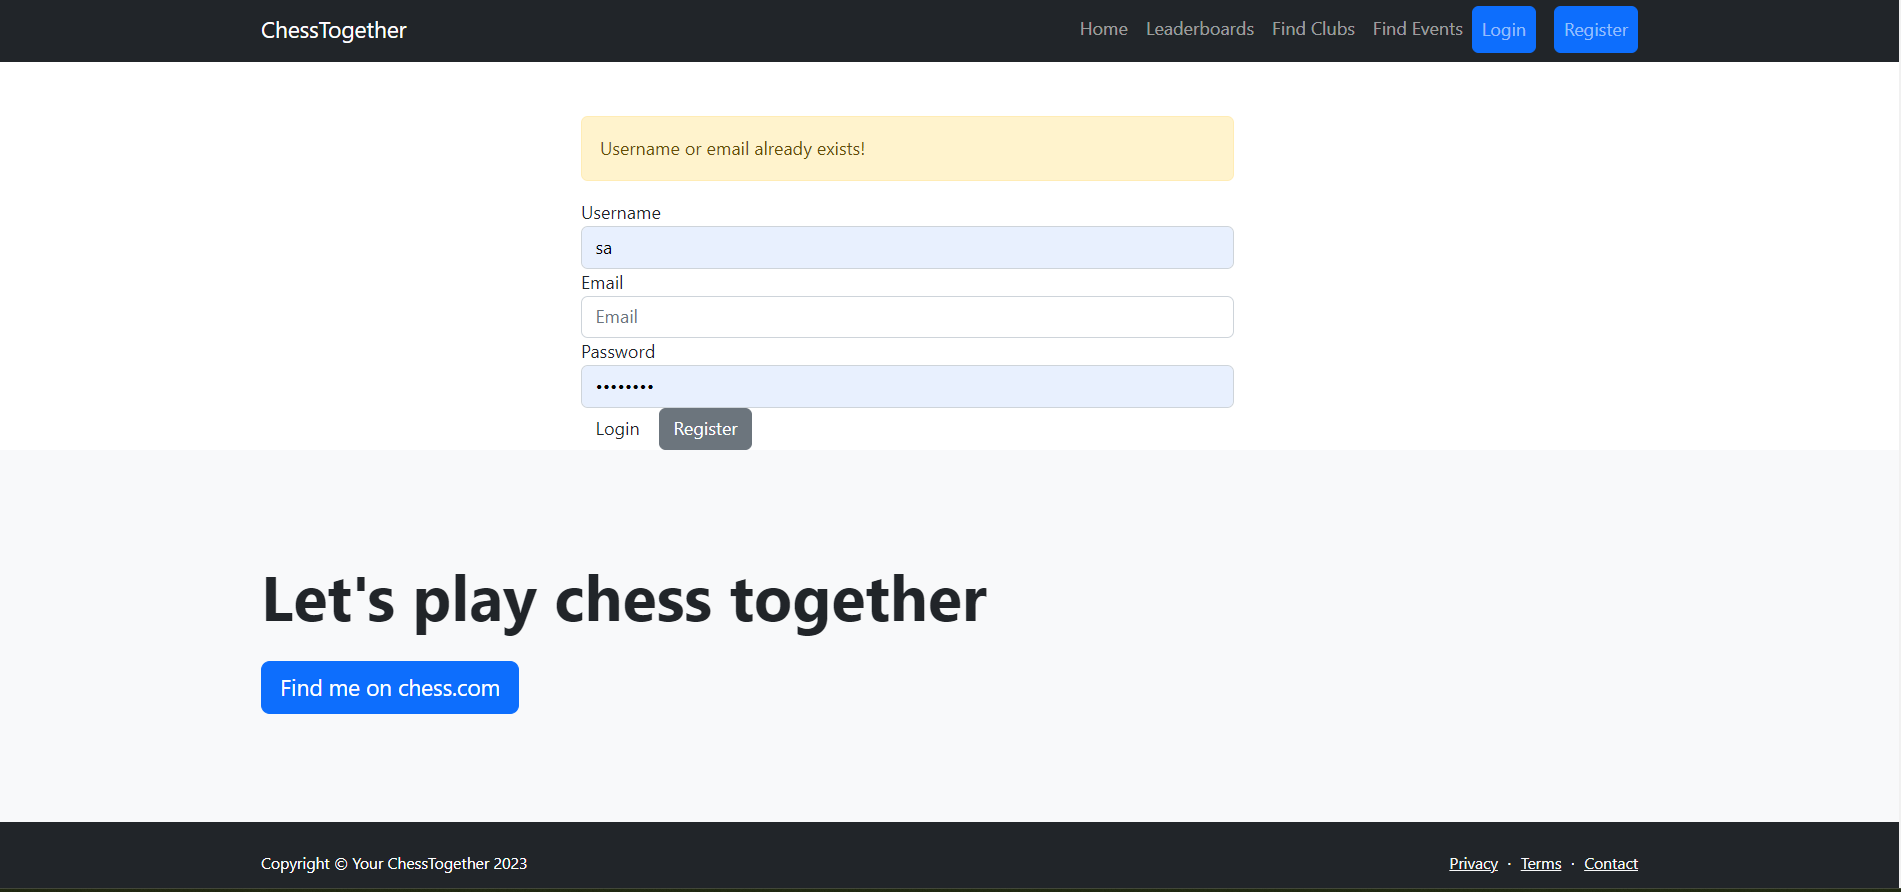 ChessTogether
Home Leaderboards Find Clubs Find Events Login Register
Username or email already exists!
Username
sa
Email
Email
Password
••••••••
Login Register
Let's play chess together
Find me on chess.com
Copyright © Your ChessTogether 2023
Privacy · Terms · Contact